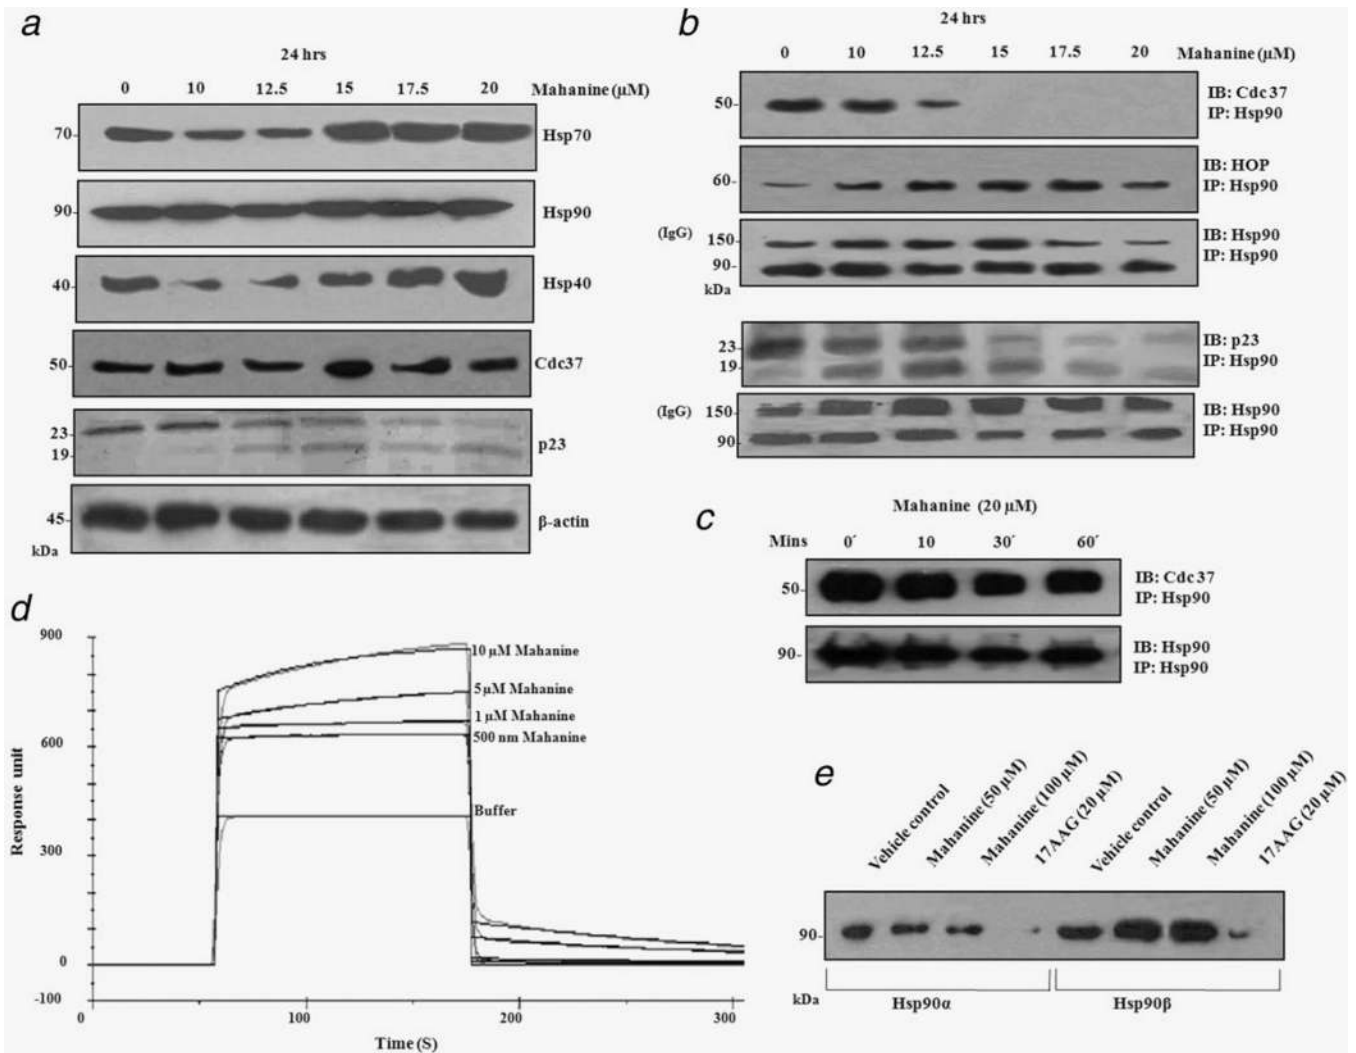 a
24 hrs
0 10 12.5 15 17.5 20 Mahanine (µM)
70- Hsp70
90- Hsp90
40- Hsp40
50- Cdc37
23-
19- p23
45- β-actin
kDa
b
24 hrs
0 10 12.5 15 17.5 20 Mahanine (µM)
50- IB: Cdc37
IP: Hsp90
60- IB: HOP
IP: Hsp90
(IgG) 150- IB: Hsp90
90- IP: Hsp90
kDa
23- IB: p23
19- IP: Hsp90
(IgG) 150- IB: Hsp90
90- IP: Hsp90
c
Mahanine (20 µM)
Mins 0´ 10 30´ 60´
50- IB: Cdc37
IP: Hsp90
90- IB: Hsp90
IP: Hsp90
d
900
600
300
0
-100
Response unit
10 µM Mahanine
5 µM Mahanine
1 µM Mahanine
500 nm Mahanine
Buffer
0 100 200 300
Time (S)
e
Vehicle control
Mahanine (50 µM)
Mahanine (100 µM)
17AAG (20 µM)
Vehicle control
Mahanine (50 µM)
Mahanine (100 µM)
17AAG (20 µM)
90-
kDa Hsp90α Hsp90β